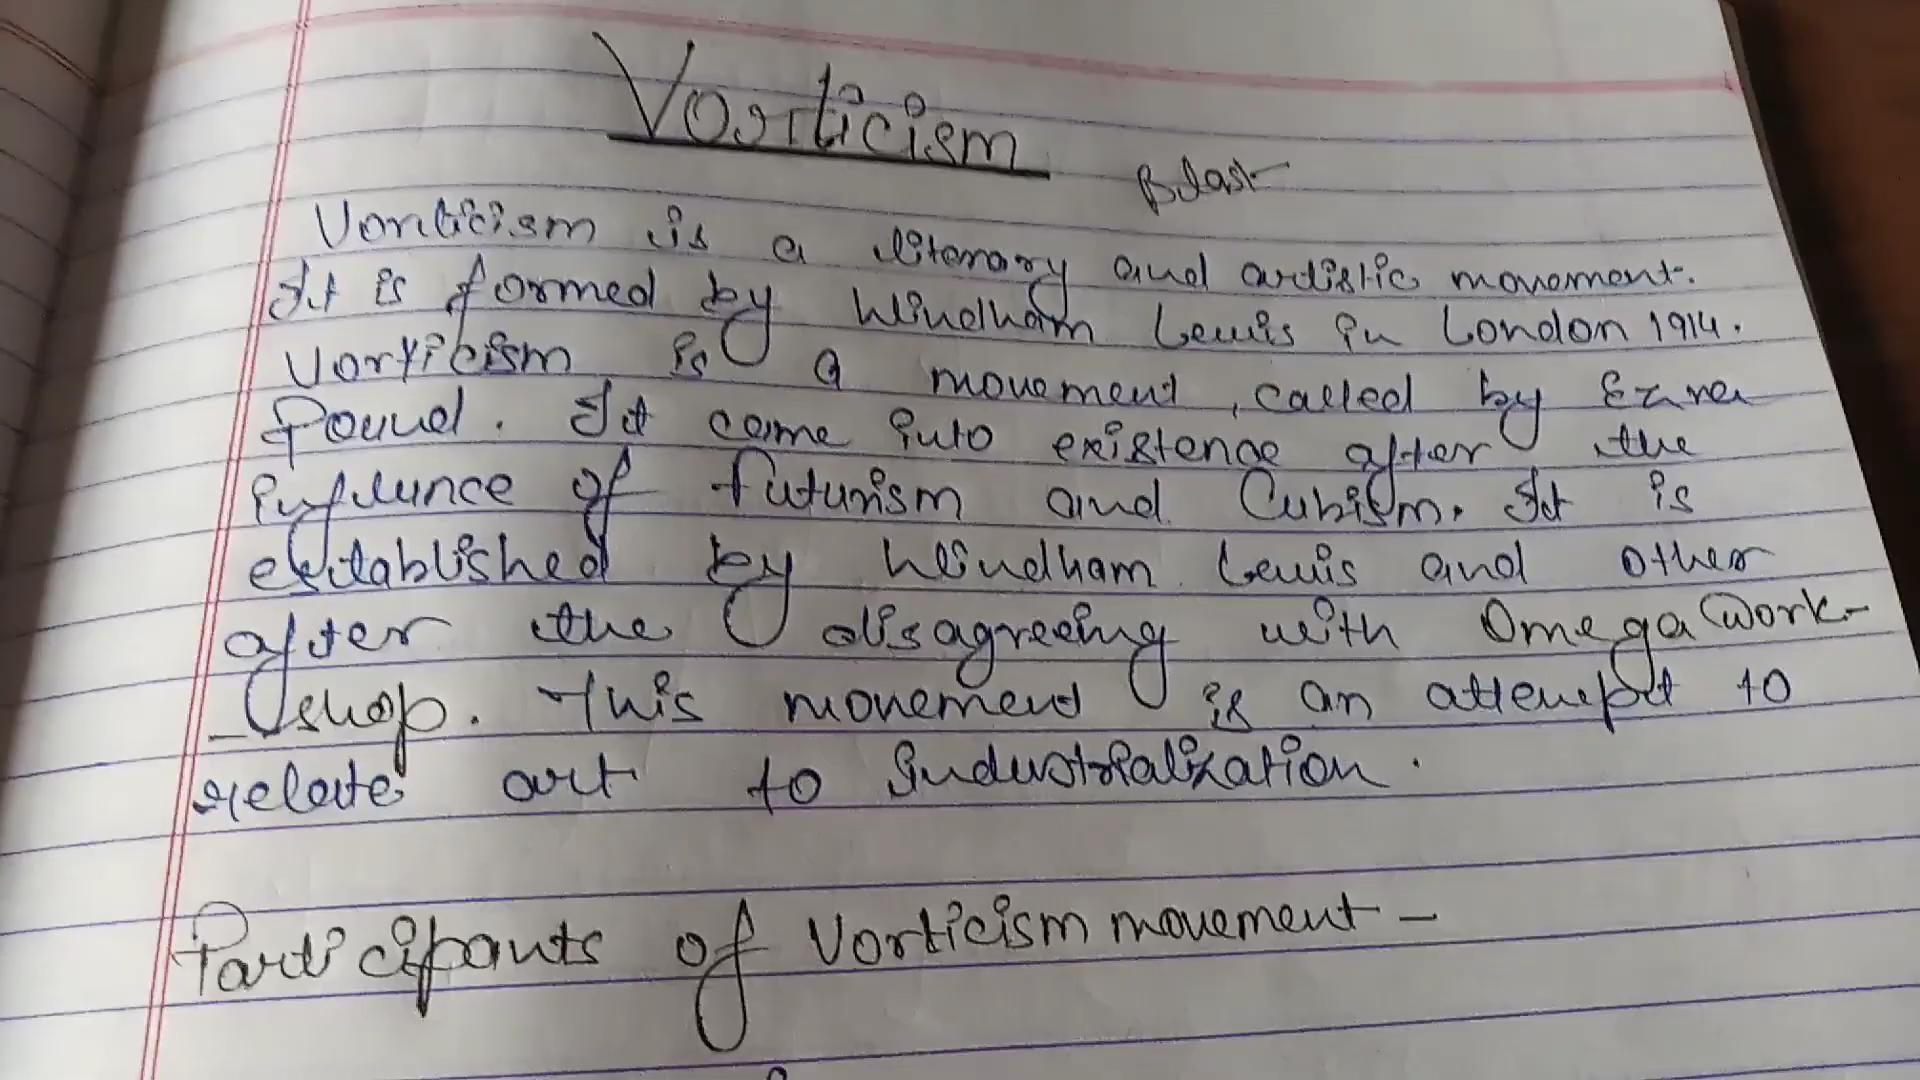 Vorticism
Blast
Vorticism is a literary and artistic movement.
It is formed by Windham Lewis in London 1914.
Vorticism is a movement, called by Ezra
Pound. It came into existence after the
influence of futurism and Cubism. It is
established by Windham Lewis and other
after the disagreeing with Omega Work-
-shop. This movement is an attempt to
relate art to industrialization.
Participants of Vorticism movement -